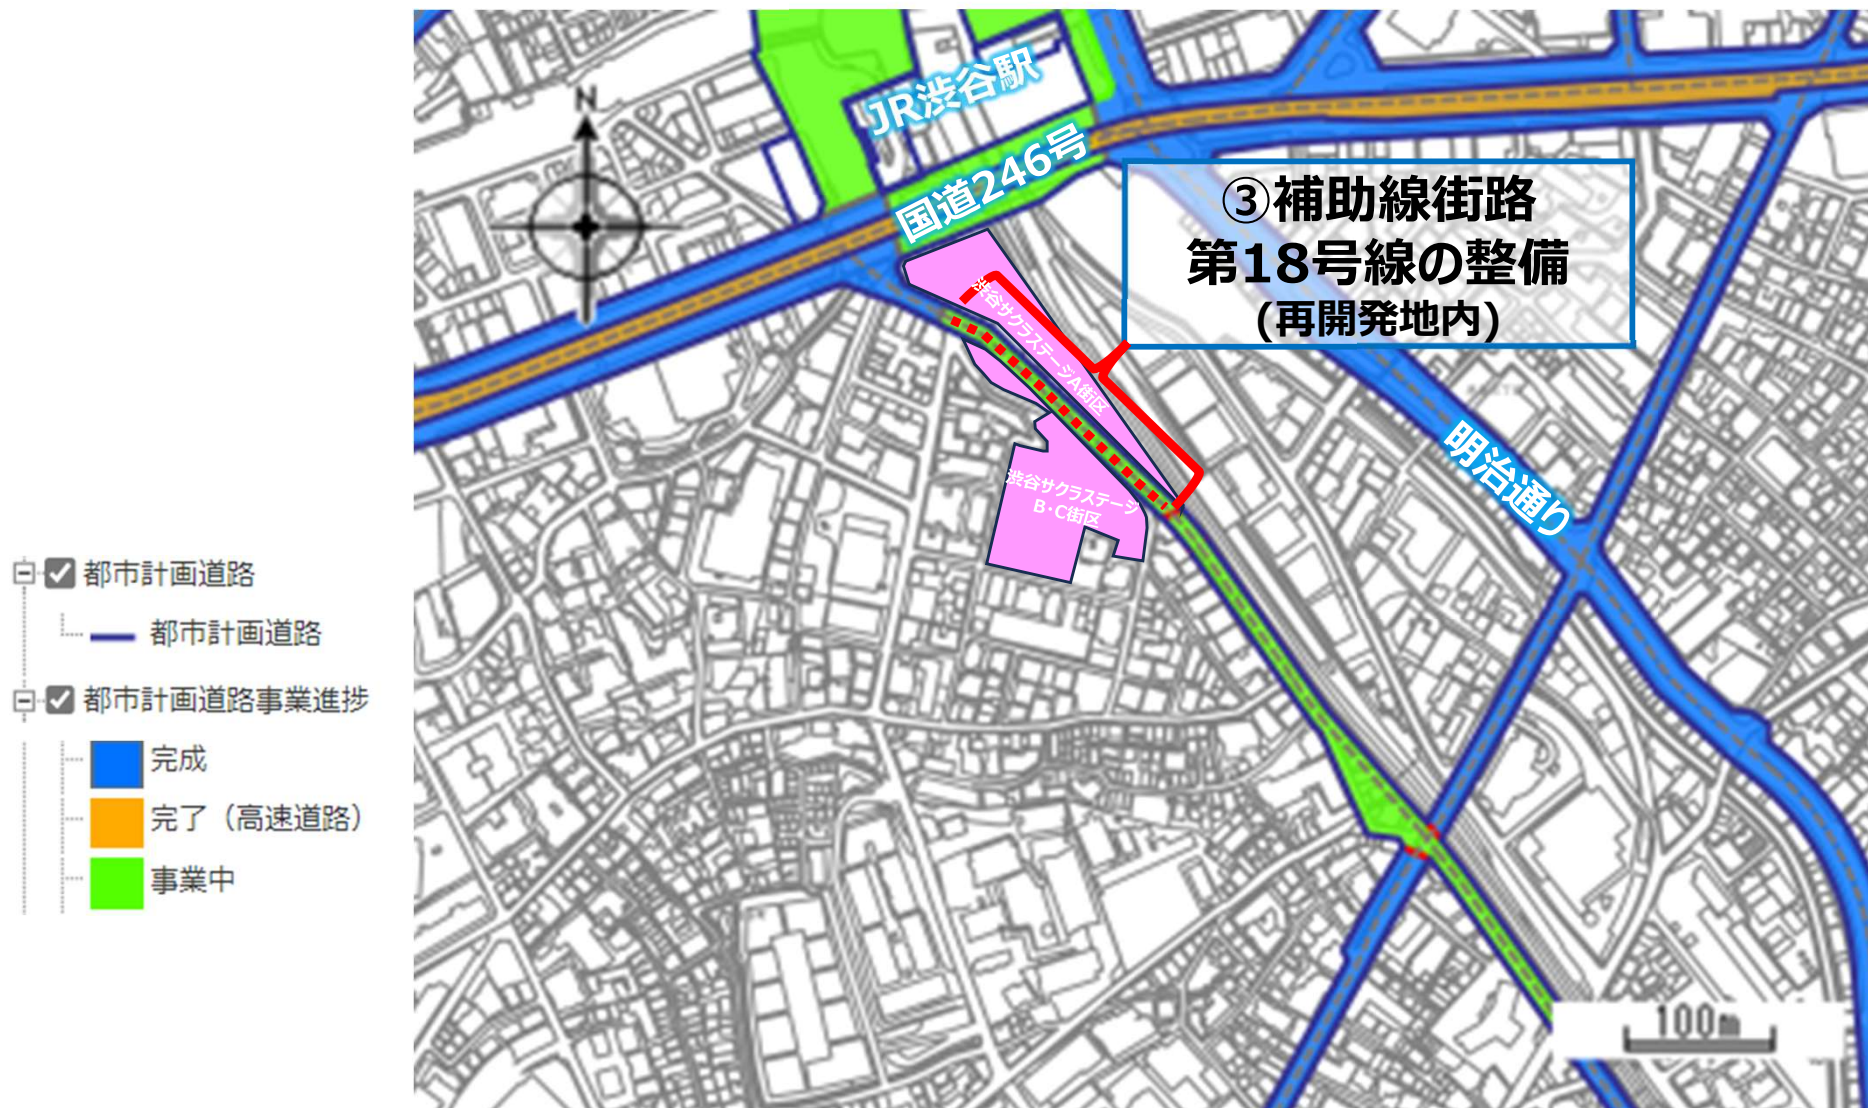 N
JR渋谷駅
国道246号
③補助線街路
第18号線の整備
(再開発地内)
渋谷サクラステージA街区
渋谷サクラステージ
B・C街区
明治通り
都市計画道路
都市計画道路
都市計画道路事業進捗
完成
完了（高速道路）
事業中
100m